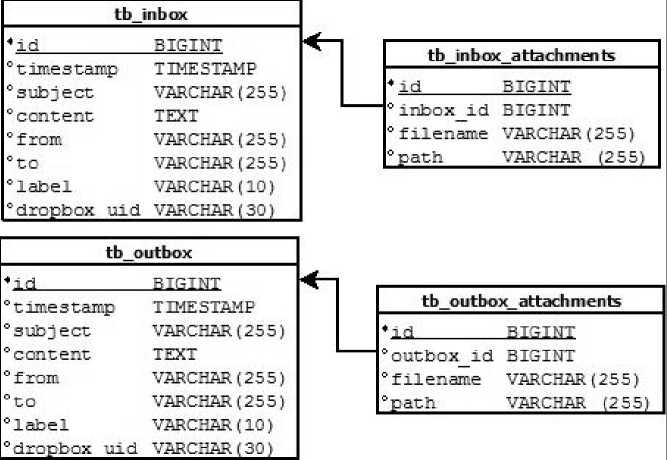 tb_inbox
id BIGINT
timestamp TIMESTAMP
subject VARCHAR(255)
content TEXT
from VARCHAR(255)
to VARCHAR(255)
label VARCHAR(10)
dropbox uid VARCHAR(30)
tb_inbox_attachments
id BIGINT
inbox_id BIGINT
filename VARCHAR(255)
path VARCHAR (255)
tb_outbox
id BIGINT
timestamp TIMESTAMP
subject VARCHAR(255)
content TEXT
from VARCHAR(255)
to VARCHAR(255)
label VARCHAR(10)
dropbox uid VARCHAR(30)
tb_outbox_attachments
id BIGINT
outbox_id BIGINT
filename VARCHAR(255)
path VARCHAR (255)